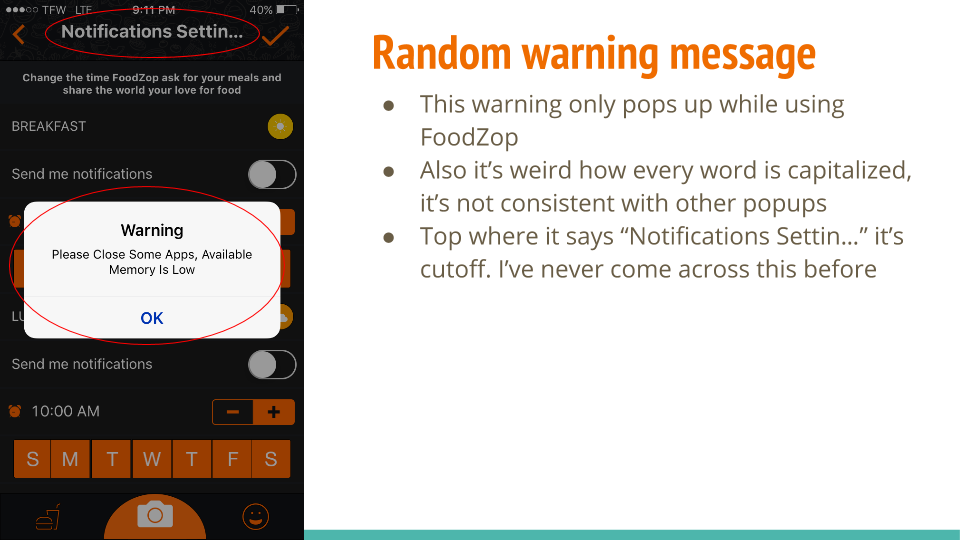 TFW LTE 9:11 PM 40%
Notifications Settin...
Change the time FoodZop ask for your meals and
share the world your love for food
BREAKFAST
Send me notifications
Warning
Please Close Some Apps, Available
Memory Is Low
OK
LU
Send me notifications
10:00 AM − +
S M T W T F S
Random warning message
● This warning only pops up while using
FoodZop
● Also it’s weird how every word is capitalized,
it’s not consistent with other popups
● Top where it says “Notifications Settin...” it’s
cutoff. I’ve never come across this before